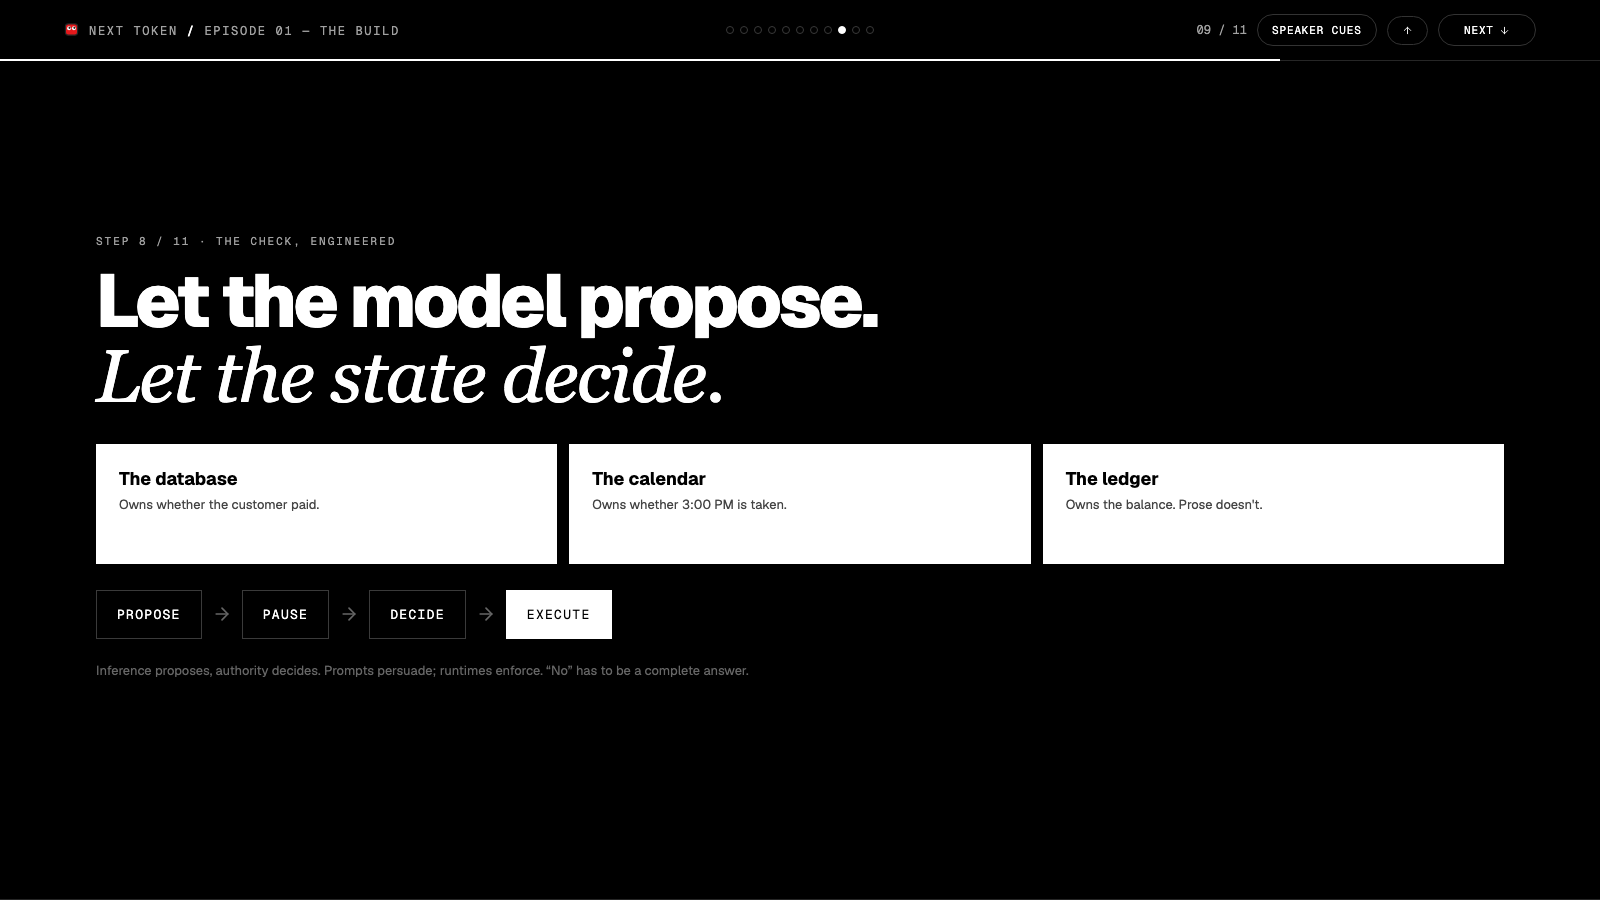 NEXT TOKEN / EPISODE 01 — THE BUILD
09 / 11
SPEAKER CUES
↑
NEXT ↓
STEP 8 / 11 · THE CHECK, ENGINEERED
Let the model propose.
Let the state decide.
The database
Owns whether the customer paid.
The calendar
Owns whether 3:00 PM is taken.
The ledger
Owns the balance. Prose doesn't.
PROPOSE → PAUSE → DECIDE → EXECUTE
Inference proposes, authority decides. Prompts persuade; runtimes enforce. “No” has to be a complete answer.